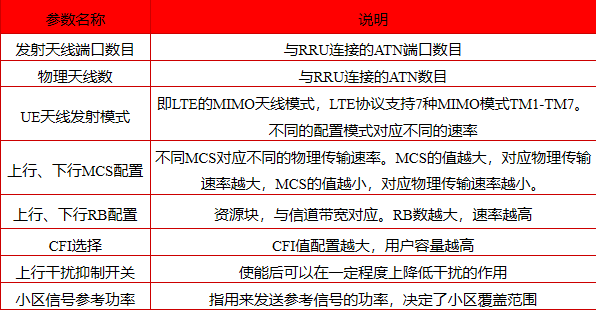 参数名称 说明
发射天线端口数目 与RRU连接的ATN端口数目
物理天线数 与RRU连接的ATN数目
UE天线发射模式 即LTE的MIMO天线模式，LTE协议支持7种MIMO模式TM1-TM7。
不同的配置模式对应不同的速率
上行、下行MCS配置 不同MCS对应不同的物理传输速率。MCS的值越大，对应物理传输
速率越大，MCS的值越小，对应物理传输速率越小。
上行、下行RB配置 资源块，与信道带宽对应。RB数越大，速率越高
CFI选择 CFI值配置越大，用户容量越高
上行干扰抑制开关 使能后可以在一定程度上降低干扰的作用
小区信号参考功率 指用来发送参考信号的功率，决定了小区覆盖范围